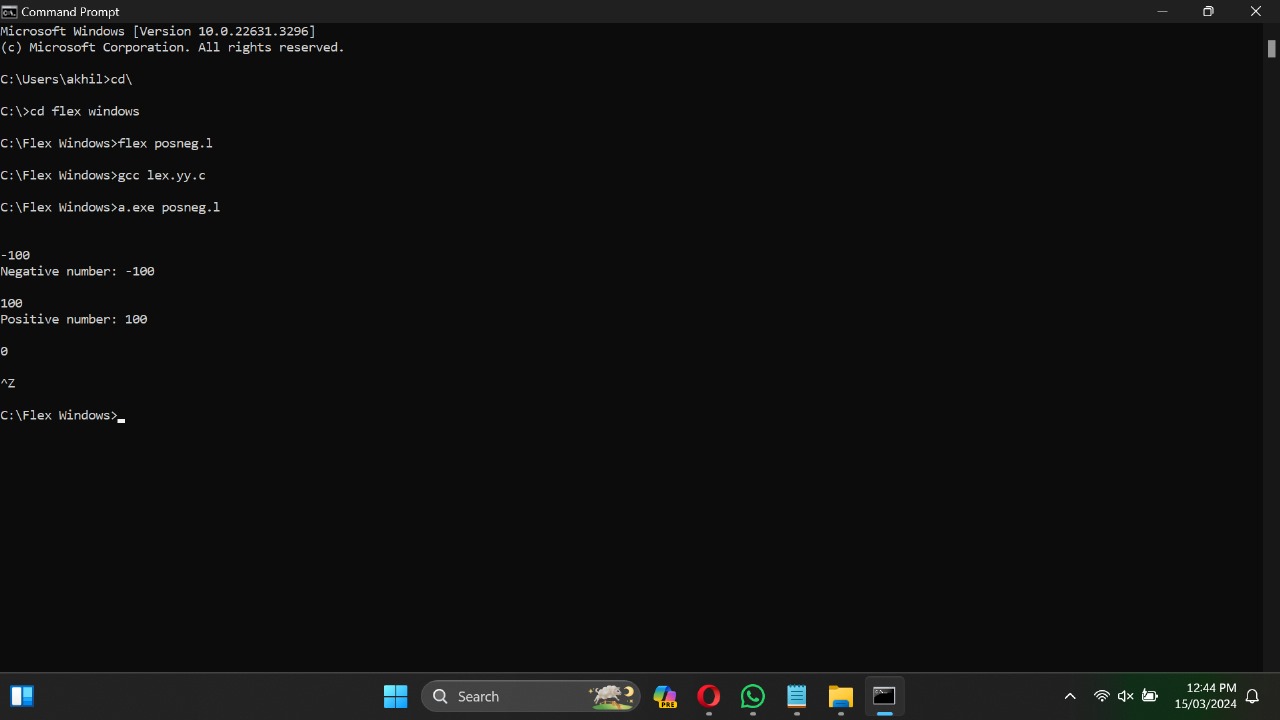 Command Prompt
Microsoft Windows [Version 10.0.22631.3296]
(c) Microsoft Corporation. All rights reserved.
C:\Users\akhil>cd\
C:\>cd flex windows
C:\Flex Windows>flex posneg.l
C:\Flex Windows>gcc lex.yy.c
C:\Flex Windows>a.exe posneg.l
-100
Negative number: -100
100
Positive number: 100
0
^Z
C:\Flex Windows>
Search
PRE
12:44 PM
15/03/2024